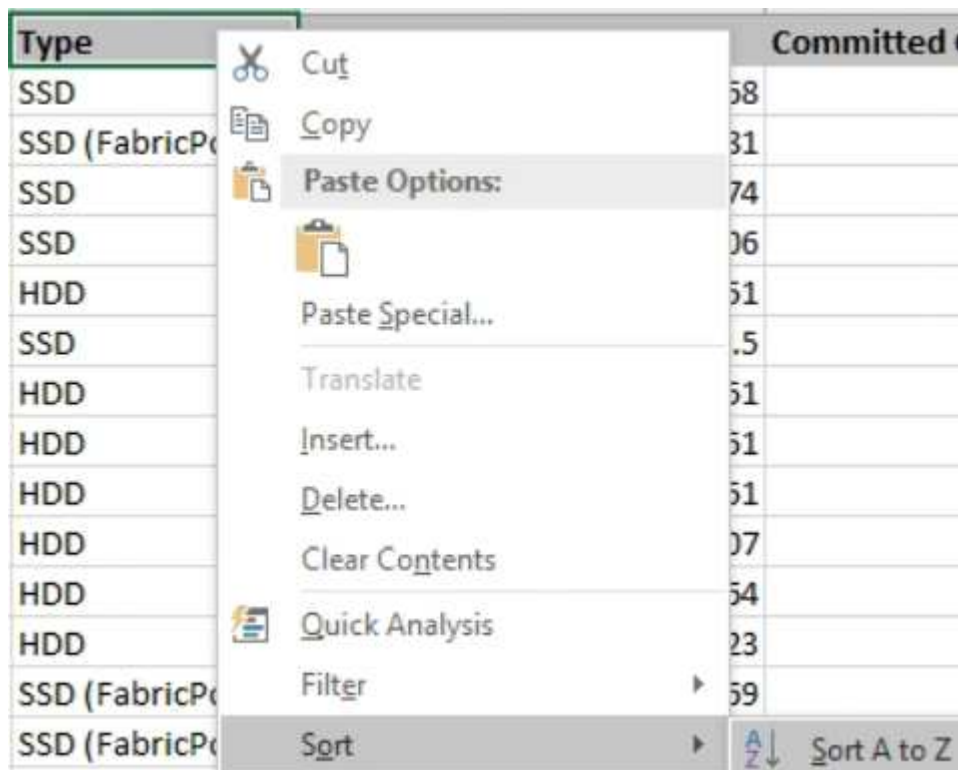 Type Committed
SSD 58
SSD (FabricPo 31
SSD 74
SSD 06
HDD 51
SSD .5
HDD 51
HDD 51
HDD 51
HDD 07
HDD 54
HDD 23
SSD (FabricPo 59
SSD (FabricPo
Cut
Copy
Paste Options:
Paste Special...
Translate
Insert...
Delete...
Clear Contents
Quick Analysis
Filter
Sort
Sort A to Z